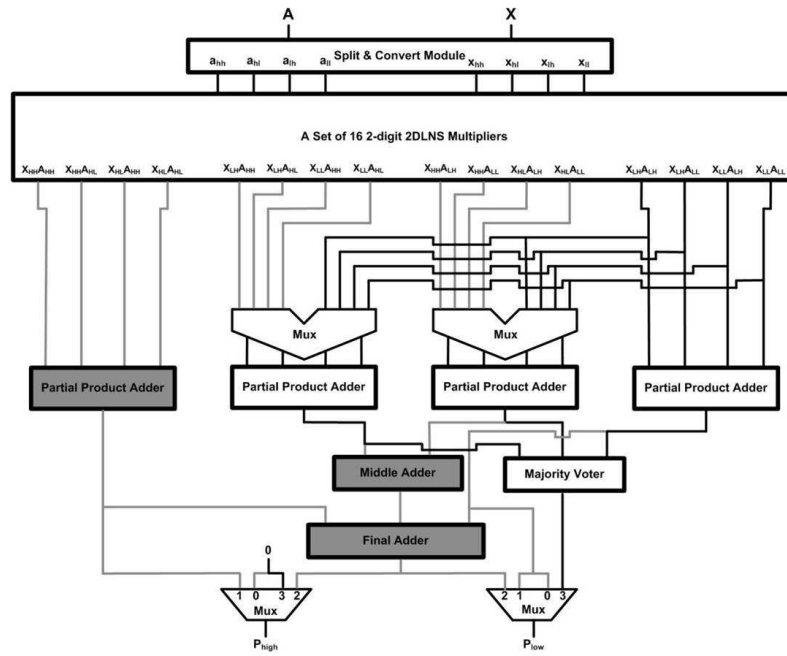 A X
Split & Convert Module
a_hh a_hl a_lh a_ll x_hh x_hl x_lh x_ll
A Set of 16 2-digit 2DLNS Multipliers
X_HHA_HH X_HHA_HL X_HLA_HH X_HLA_HL X_LHA_HH X_LHA_HL X_LLA_HH X_LLA_HL X_HHA_LH X_HHA_LL X_HLA_LH X_HLA_LL X_LHA_LH X_LHA_LL X_LLA_LH X_LLA_LL
Mux Mux
Partial Product Adder Partial Product Adder Partial Product Adder Partial Product Adder
Middle Adder Majority Voter
Final Adder
0
1 0 3 2 2 1 0 3
Mux Mux
P_high P_low